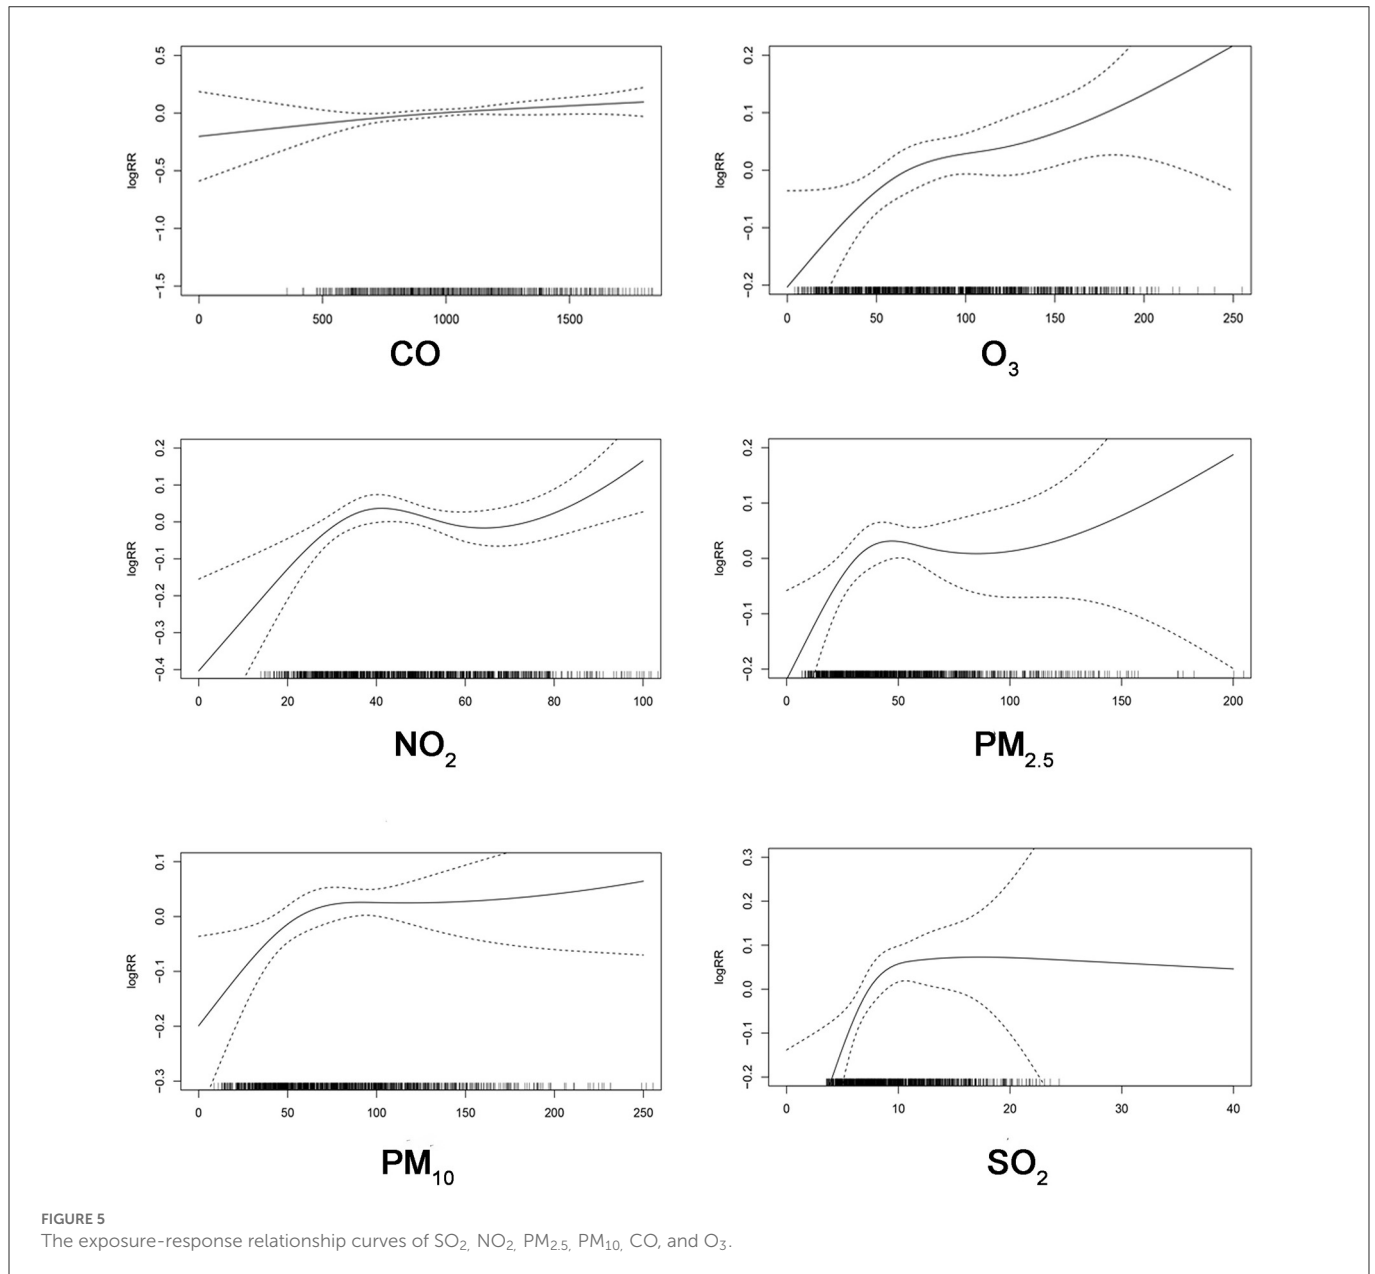 0.5
0.0
−0.5
−1.0
−1.5
logRR
0 500 1000 1500
CO
0.2
0.1
0.0
−0.1
−0.2
logRR
0 50 100 150 200 250
O3
0.2
0.1
0.0
−0.1
−0.2
−0.3
−0.4
logRR
0 20 40 60 80 100
NO2
0.2
0.1
0.0
−0.1
−0.2
logRR
0 50 100 150 200
PM2.5
0.1
0.0
−0.1
−0.2
−0.3
logRR
0 50 100 150 200 250
PM10
0.3
0.2
0.1
0.0
−0.1
−0.2
logRR
0 10 20 30 40
SO2
FIGURE 5
The exposure-response relationship curves of SO2, NO2, PM2.5, PM10, CO, and O3.